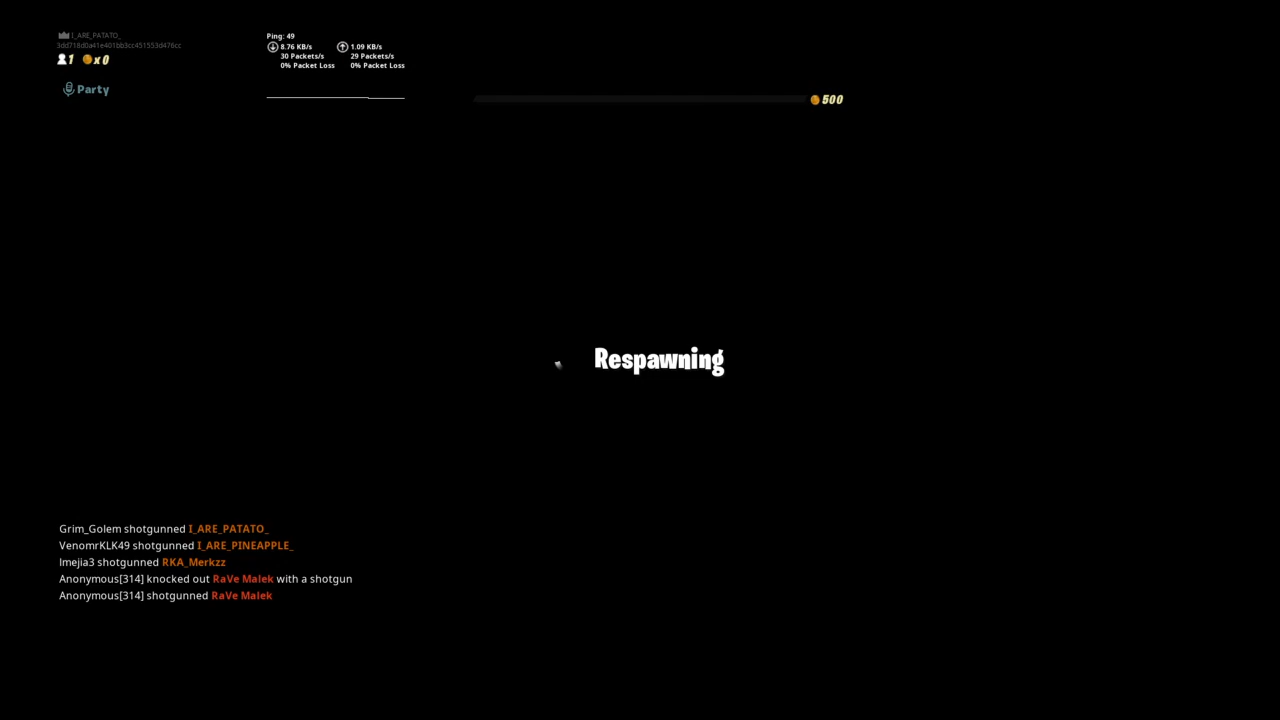 I_ARE_PATATO_
3dd718d0a41e401bb3cc451553d476cc
1 x0
Party
Ping: 49
8.76 KB/s 1.09 KB/s
30 Packets/s 29 Packets/s
0% Packet Loss 0% Packet Loss
500
Respawning
Grim_Golem shotgunned I_ARE_PATATO_
VenomrKLK49 shotgunned I_ARE_PINEAPPLE_
lmejia3 shotgunned RKA_Merkzz
Anonymous[314] knocked out RaVe Malek with a shotgun
Anonymous[314] shotgunned RaVe Malek